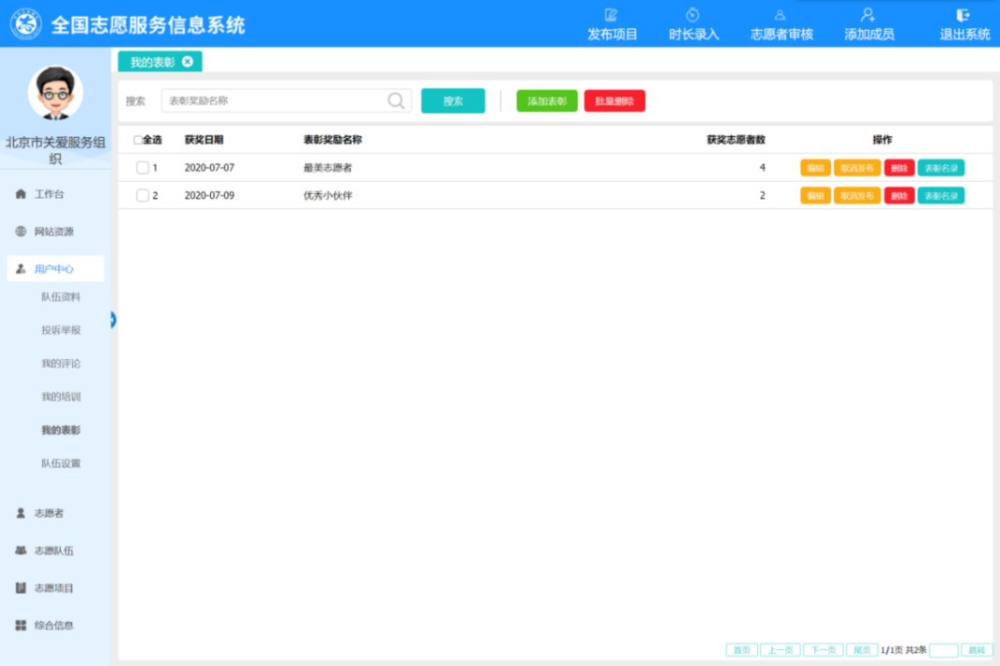 全国志愿服务信息系统
发布项目 时长录入 志愿者审核 添加成员 退出系统
北京市关爱服务组
织
工作台
网站资源
用户中心
队伍资料
投诉举报
我的评论
我的培训
我的表彰
队伍设置
志愿者
志愿队伍
志愿项目
综合信息
我的表彰
搜索 表彰奖励名称 搜索 添加表彰 批量删除
全选 获奖日期 表彰奖励名称 获奖志愿者数 操作
1 2020-07-07 最美志愿者 4 编辑 取消发布 删除 表彰名录
2 2020-07-09 优秀小伙伴 2 编辑 取消发布 删除 表彰名录
首页 上一页 下一页 尾页 1/1页 共2条 跳转